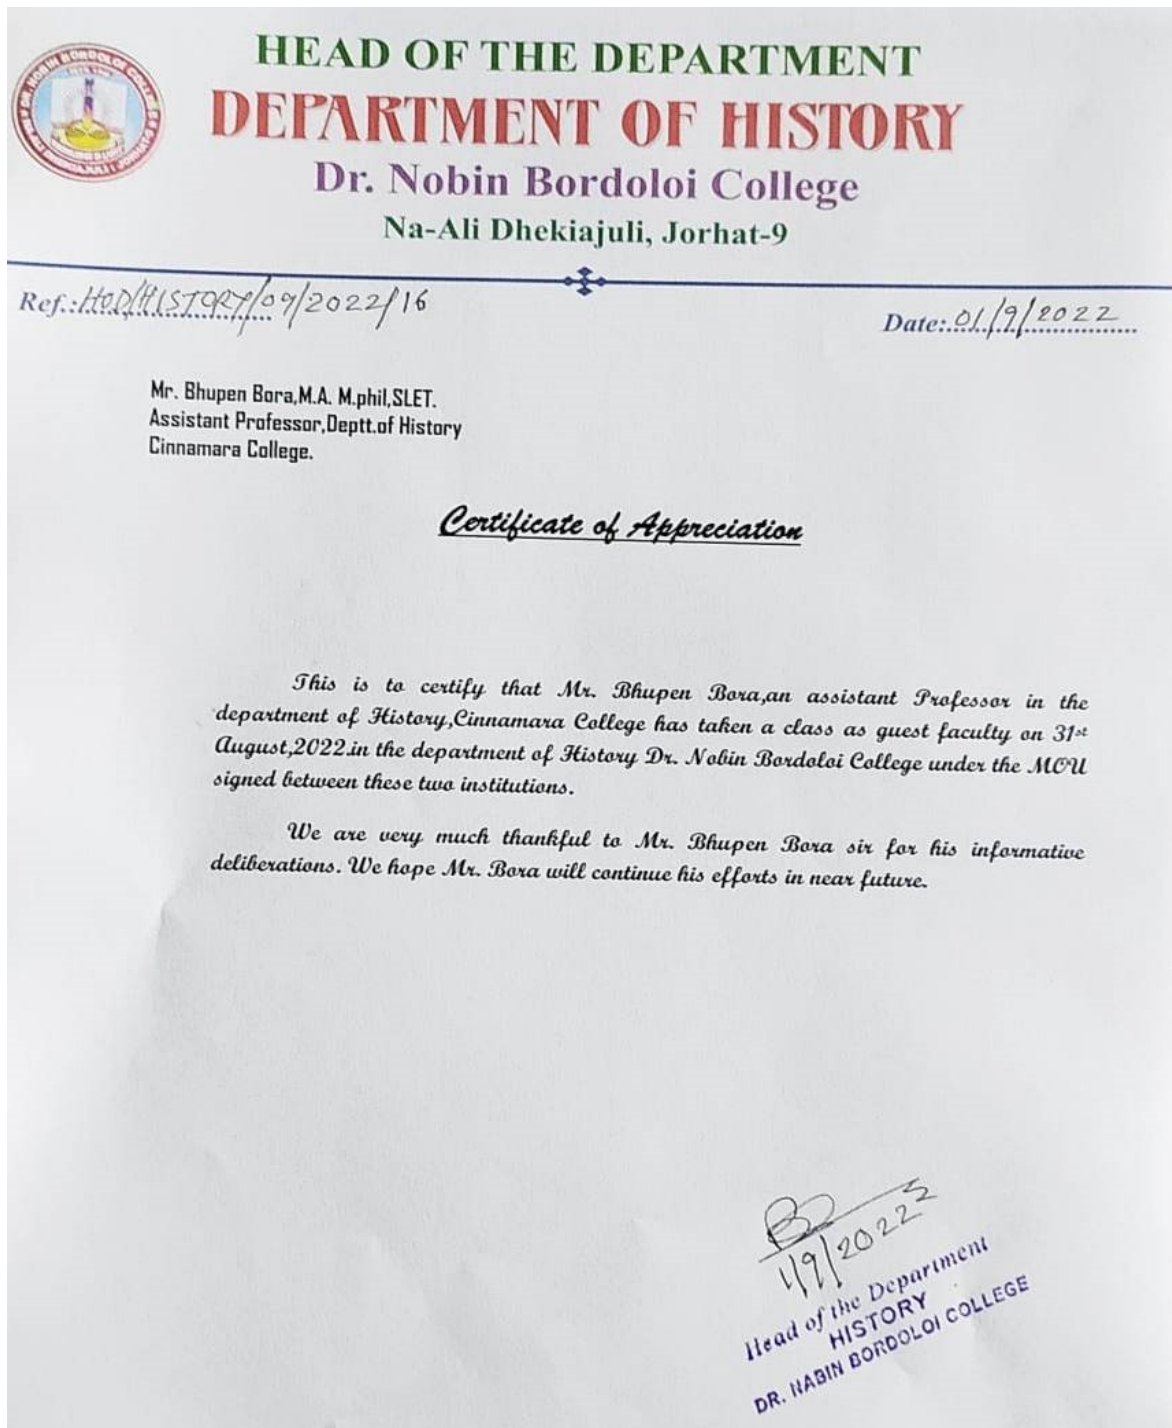 HEAD OF THE DEPARTMENT
DEPARTMENT OF HISTORY
Dr. Nobin Bordoloi College
Na-Ali Dhekiajuli, Jorhat-9
Ref.: HOD/HISTORY/09/2022/16
Date: 01/9/2022
Mr. Bhupen Bora,M.A. M.phil,SLET.
Assistant Professor,Deptt.of History
Cinnamara College.
Certificate of Appreciation
This is to certify that Mr. Bhupen Bora,an assistant Professor in the
department of History,Cinnamara College has taken a class as guest faculty on 31st
August,2022.in the department of History Dr. Nobin Bordoloi College under the MOU
signed between these two institutions.
We are very much thankful to Mr. Bhupen Bora sir for his informative
deliberations. We hope Mr. Bora will continue his efforts in near future.
1/9/2022
Head of the Department
HISTORY
DR. NABIN BORDOLOI COLLEGE